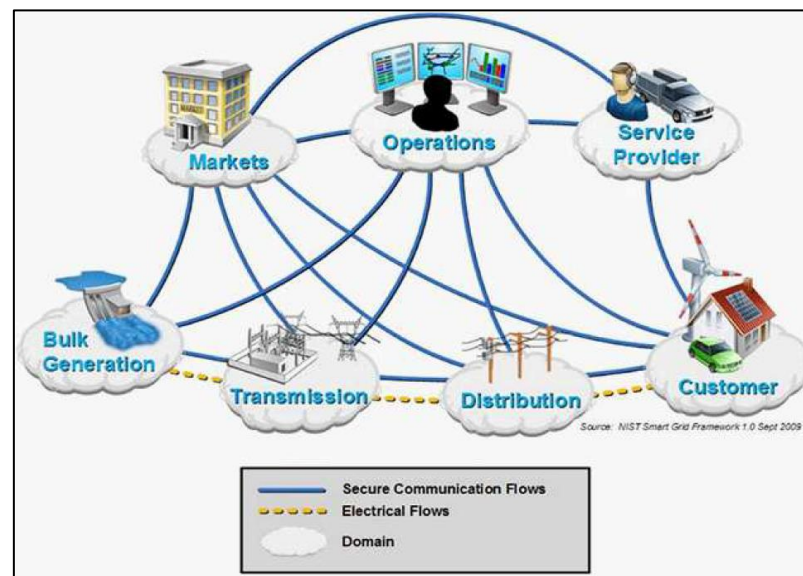 MARKET
Markets
Operations
Service
Provider
Bulk
Generation
Transmission
Distribution
Customer
Source: NIST Smart Grid Framework 1.0 Sept 2009
Secure Communication Flows
Electrical Flows
Domain